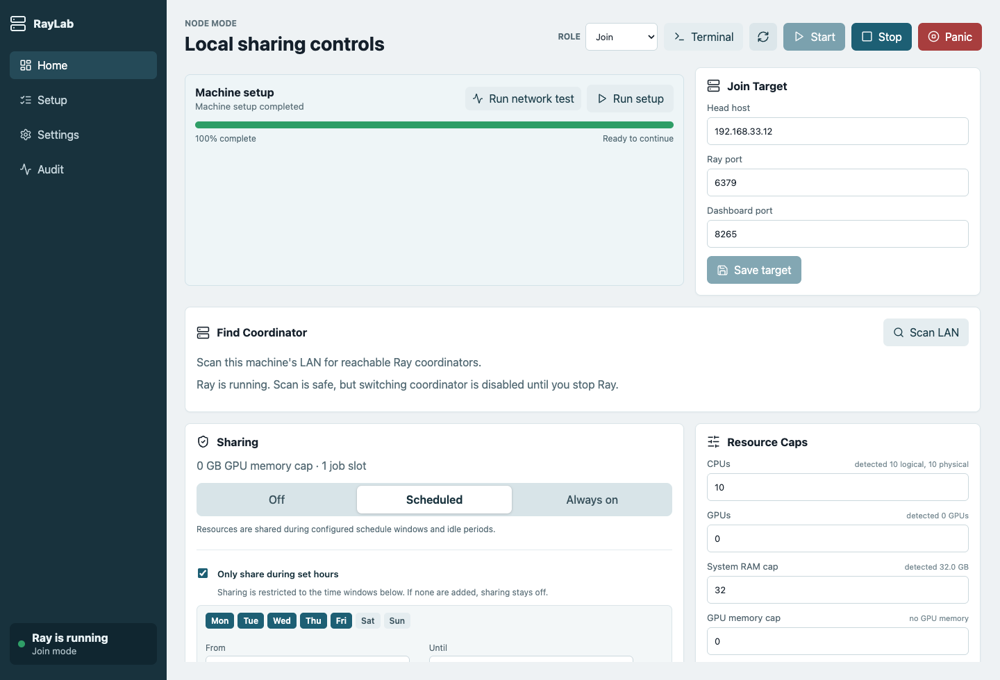 RayLab
Home
Setup
Settings
Audit
Ray is running
Join mode
NODE MODE
Local sharing controls
ROLE
Join
Terminal
Start
Stop
Panic
Machine setup
Machine setup completed
Run network test
Run setup
100% complete
Ready to continue
Join Target
Head host
192.168.33.12
Ray port
6379
Dashboard port
8265
Save target
Find Coordinator
Scan LAN
Scan this machine's LAN for reachable Ray coordinators.
Ray is running. Scan is safe, but switching coordinator is disabled until you stop Ray.
Sharing
0 GB GPU memory cap · 1 job slot
Off
Scheduled
Always on
Resources are shared during configured schedule windows and idle periods.
Only share during set hours
Sharing is restricted to the time windows below. If none are added, sharing stays off.
Mon Tue Wed Thu Fri Sat Sun
From
Until
Resource Caps
CPUs
detected 10 logical, 10 physical
10
GPUs
detected 0 GPUs
0
System RAM cap
detected 32.0 GB
32
GPU memory cap
no GPU memory
0